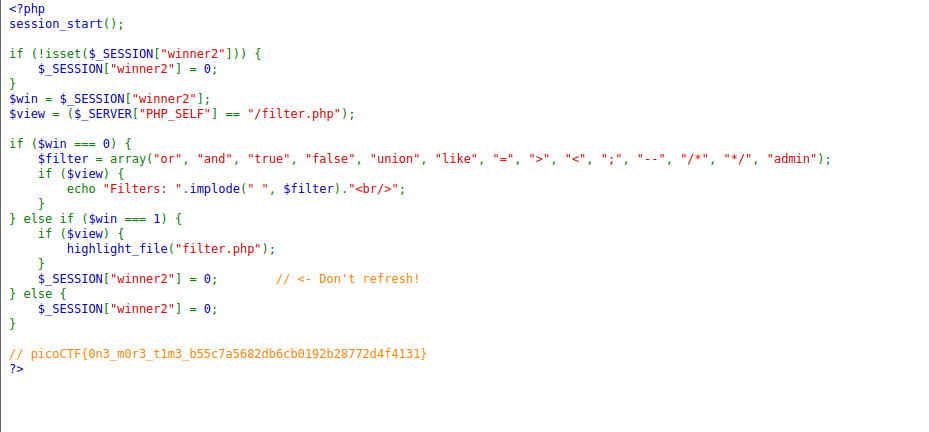 <?php
session_start();
if (!isset($_SESSION["winner2"])) {
    $_SESSION["winner2"] = 0;
}
$win = $_SESSION["winner2"];
$view = ($_SERVER["PHP_SELF"] == "/filter.php");
if ($win === 0) {
    $filter = array("or", "and", "true", "false", "union", "like", "=", ">", "<", ";", "--", "/*", "*/", "admin");
    if ($view) {
        echo "Filters: ".implode(" ", $filter)."<br/>";
    }
} else if ($win === 1) {
    if ($view) {
        highlight_file("filter.php");
    }
    $_SESSION["winner2"] = 0;        // <- Don't refresh!
} else {
    $_SESSION["winner2"] = 0;
}
// picoCTF{0n3_m0r3_t1m3_b55c7a5682db6cb0192b28772d4f4131}
?>